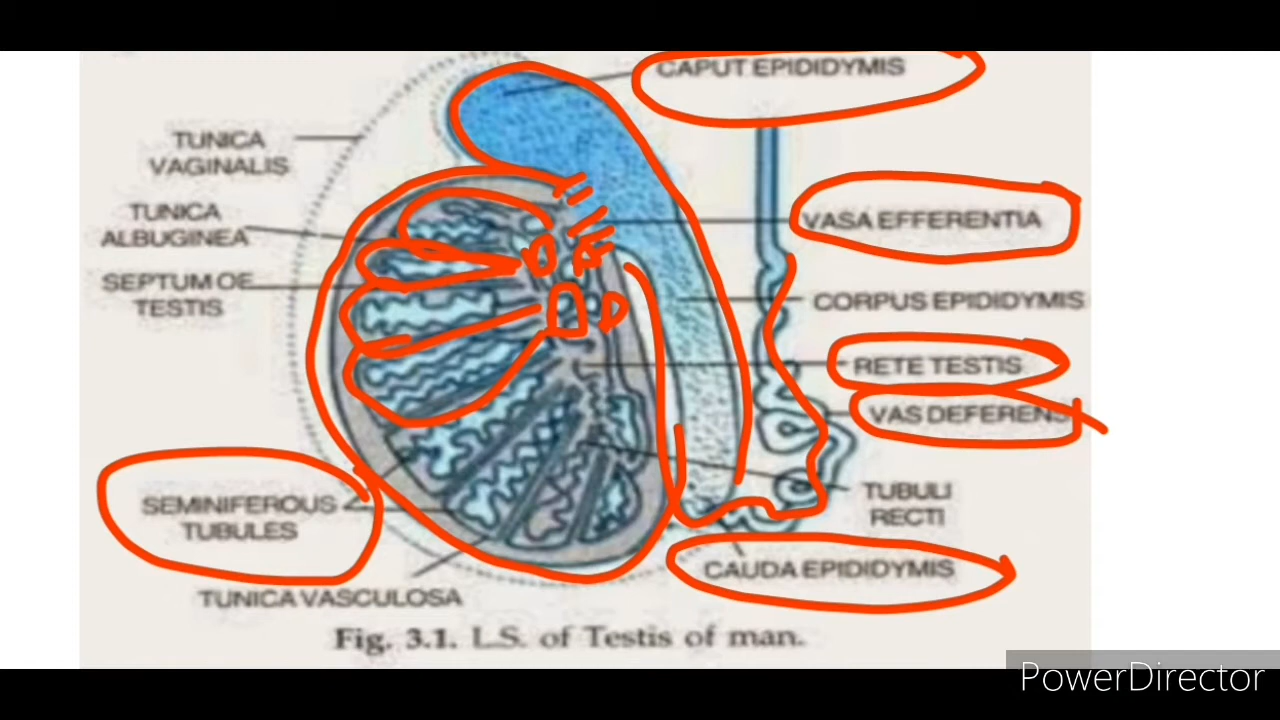 CAPUT EPIDIDYMIS
TUNICA
VAGINALIS
TUNICA
ALBUGINEA
SEPTUM OF
TESTIS
VASA EFFERENTIA
CORPUS EPIDIDYMIS
RETE TESTIS
VAS DEFERENS
SEMINIFEROUS
TUBULES
TUBULI
RECTI
CAUDA EPIDIDYMIS
TUNICA VASCULOSA
Fig. 3.1. L.S. of Testis of man.
PowerDirector